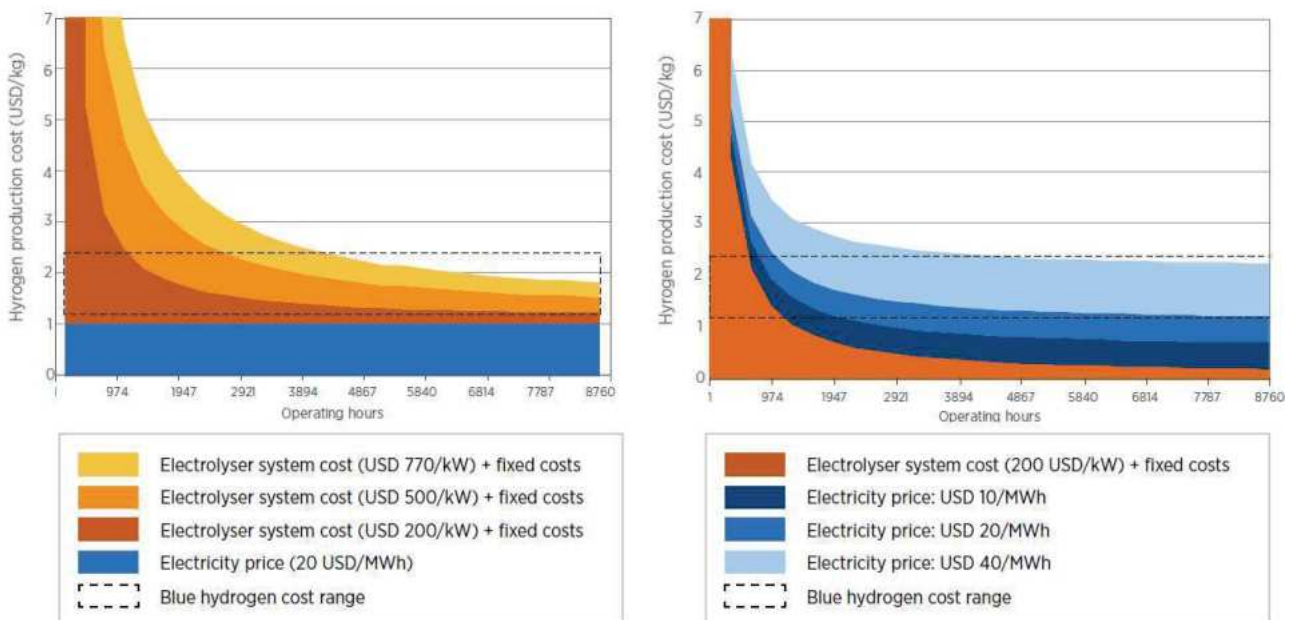 Hyrogen production cost (USD/kg)
7
6
5
4
3
2
1
0
974
1947
2921
3894
4867
5840
6814
7787
8760
Operating hours
Electrolyser system cost (USD 770/kW) + fixed costs
Electrolyser system cost (USD 500/kW) + fixed costs
Electrolyser system cost (USD 200/kW) + fixed costs
Electricity price (20 USD/MWh)
Blue hydrogen cost range
Hyrogen production cost (USD/kg)
7
6
5
4
3
2
1
0
1
974
1947
2921
3894
4867
5840
6814
7787
8760
Operating hours
Electrolyser system cost (200 USD/kW) + fixed costs
Electricity price: USD 10/MWh
Electricity price: USD 20/MWh
Electricity price: USD 40/MWh
Blue hydrogen cost range